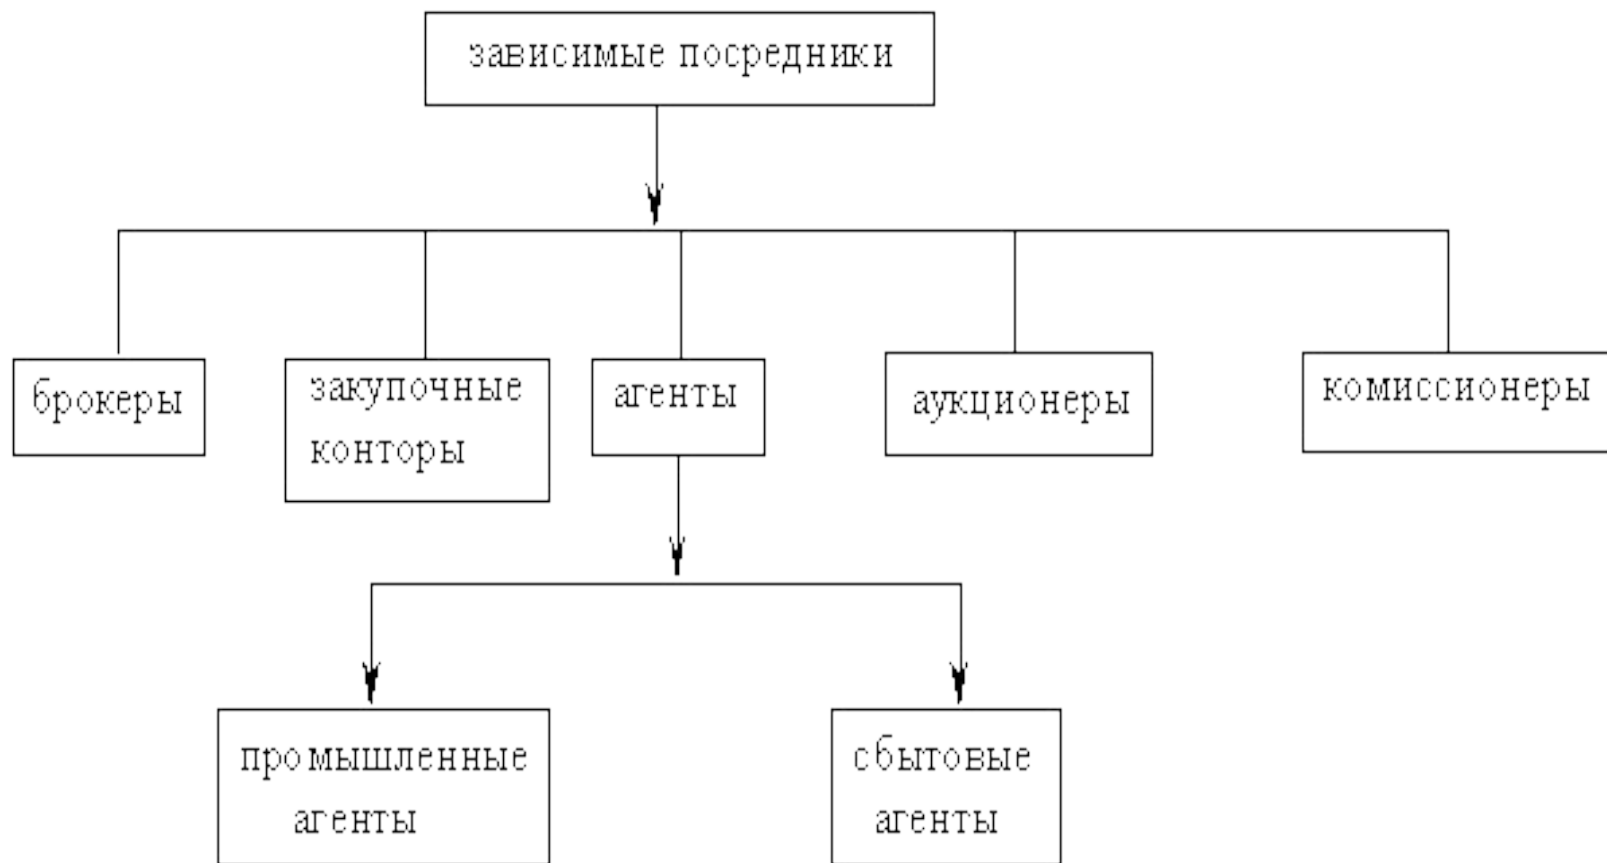 зависимые посредники
брокеры
закупочные
конторы
агенты
аукционеры
комиссионеры
промышленные
агенты
сбытовые
агенты